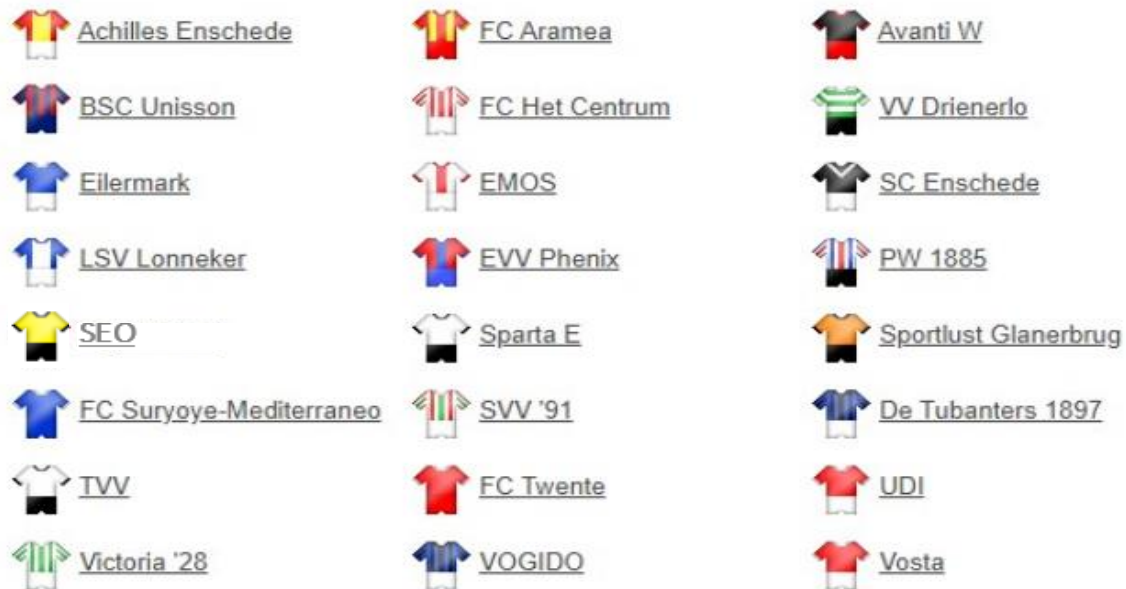 Achilles Enschede
FC Aramea
Avanti W
BSC Unisson
FC Het Centrum
VV Drienerlo
Eilermark
EMOS
SC Enschede
LSV Lonneker
EVV Phenix
PW 1885
SEO
Sparta E
Sportlust Glanerbrug
FC Suryoye-Mediterraneo
SVV '91
De Tubanters 1897
TVV
FC Twente
UDI
Victoria '28
VOGIDO
Vosta